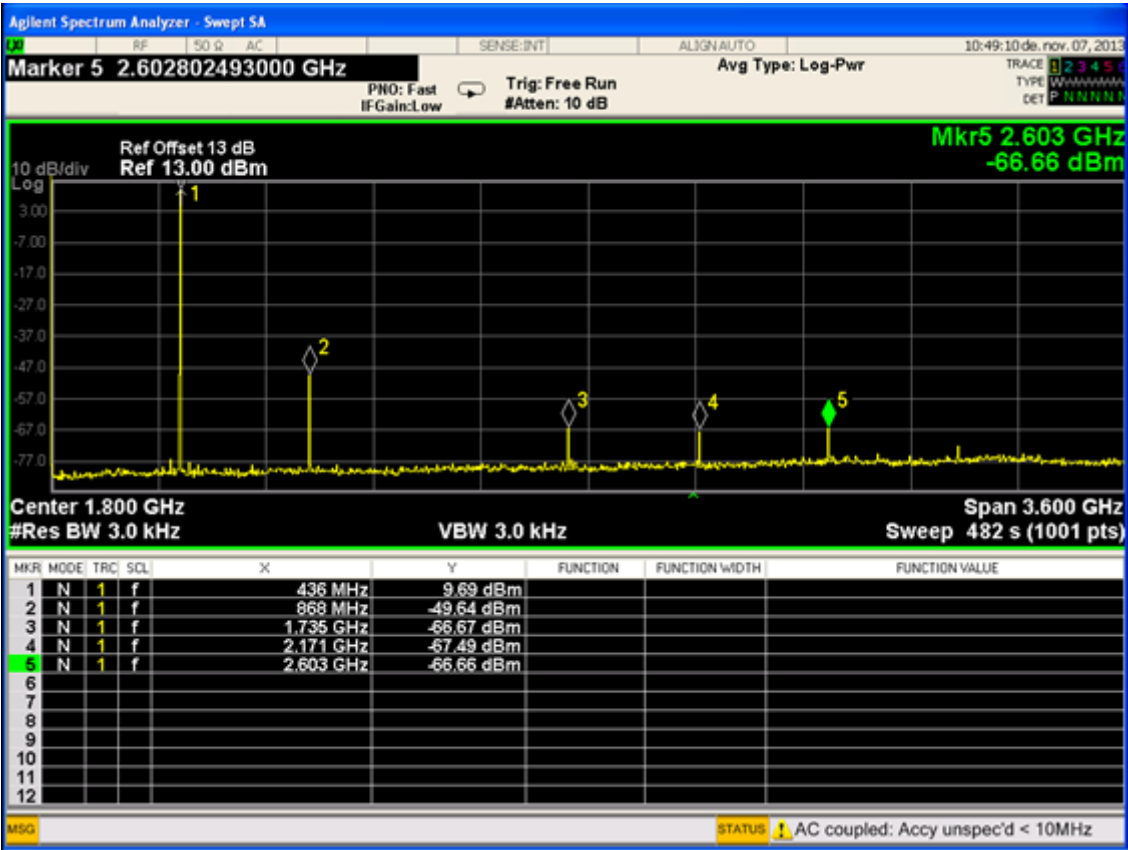 Agilent Spectrum Analyzer - Swept SA
RF 50 Ω AC SENSE:INT ALIGNAUTO 10:49:10 de. nov. 07, 2013
Marker 5 2.602802493000 GHz
PNO: Fast
IFGain:Low
Trig: Free Run
#Atten: 10 dB
Avg Type: Log-Pwr
TRACE 1 2 3 4 5 6
TYPE
DET P N N N N N
Mkr5 2.603 GHz
-66.66 dBm
Ref Offset 13 dB
10 dB/div Ref 13.00 dBm
Log
3.00
-7.00
-17.0
-27.0
-37.0
-47.0
-57.0
-67.0
-77.0
1
2
3
4
5
Center 1.800 GHz Span 3.600 GHz
#Res BW 3.0 kHz VBW 3.0 kHz Sweep 482 s (1001 pts)
MKR MODE TRC SCL X Y FUNCTION FUNCTION WIDTH FUNCTION VALUE
1 N 1 f 436 MHz 9.69 dBm
2 N 1 f 868 MHz -49.64 dBm
3 N 1 f 1.735 GHz -66.67 dBm
4 N 1 f 2.171 GHz -67.49 dBm
5 N 1 f 2.603 GHz -66.66 dBm
6
7
8
9
10
11
12
MSG STATUS AC coupled: Accy unspec'd < 10MHz